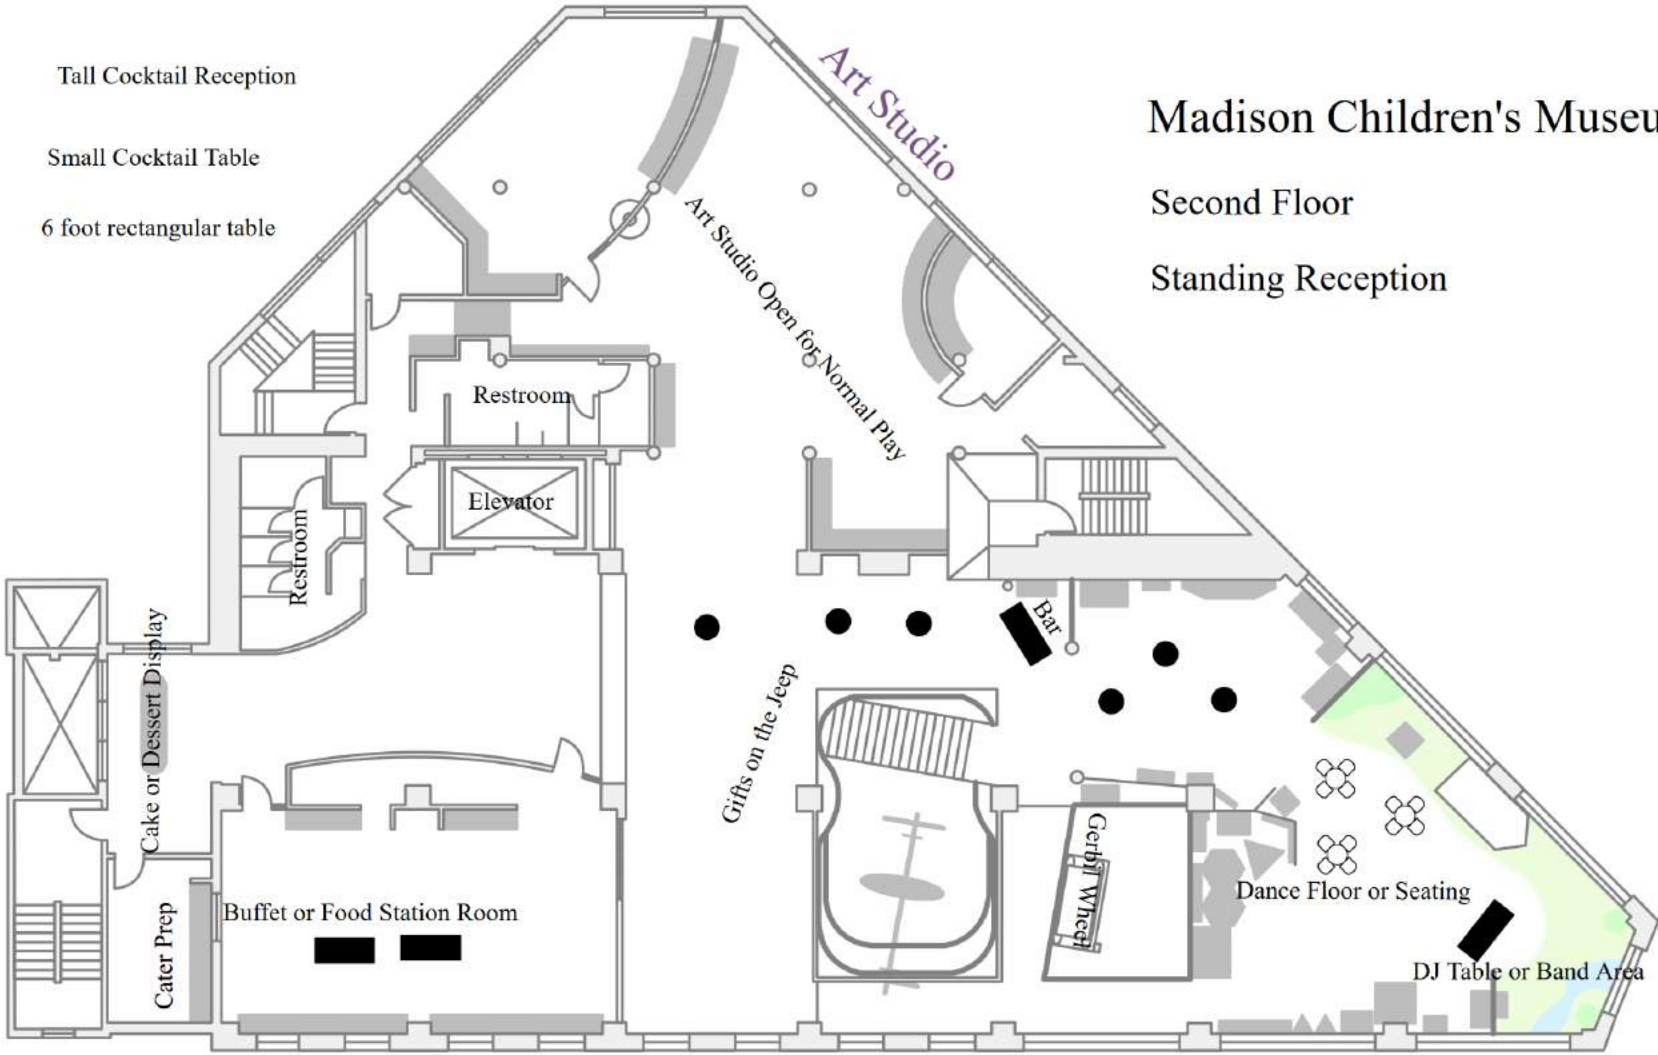 Tall Cocktail Reception
Small Cocktail Table
6 foot rectangular table
Art Studio
Madison Children's Museu
Second Floor
Standing Reception
Art Studio Open for Normal Play
Restroom
Elevator
Restroom
Bar
Cake or Dessert Display
Gifts on the Jeep
Gerbil Wheel
Dance Floor or Seating
Buffet or Food Station Room
Cater Prep
DJ Table or Band Area